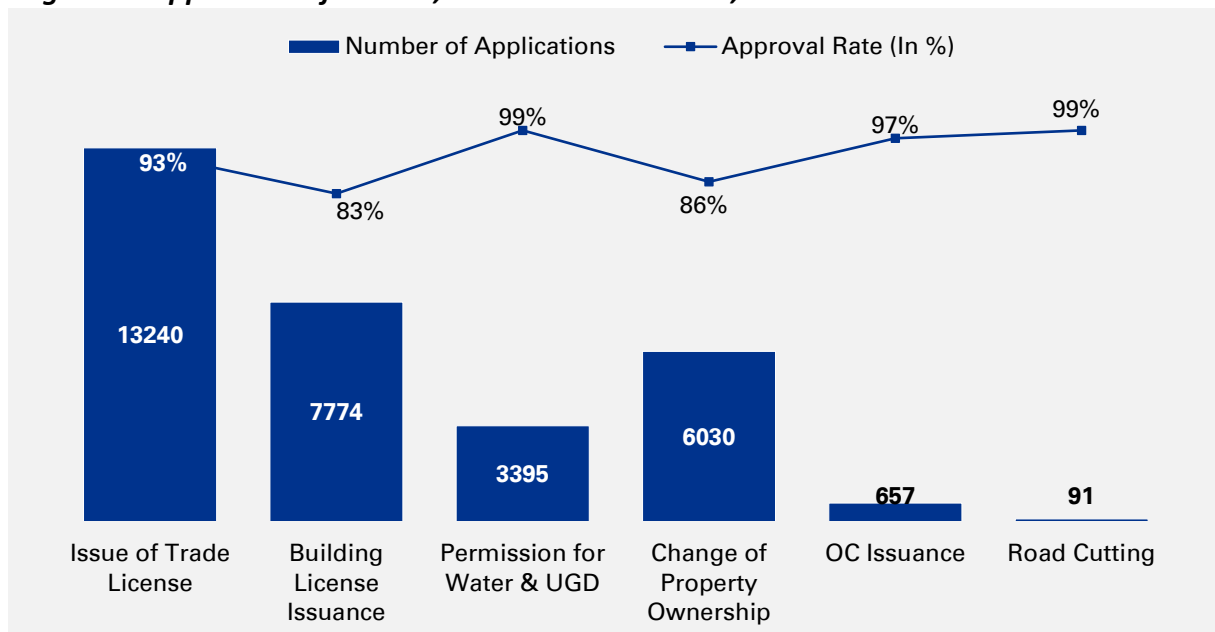 Number of Applications
Approval Rate (In %)
93%
83%
99%
86%
97%
99%
13240
7774
3395
6030
657
91
Issue of Trade
License
Building
License
Issuance
Permission for
Water & UGD
Change of
Property
Ownership
OC Issuance
Road Cutting